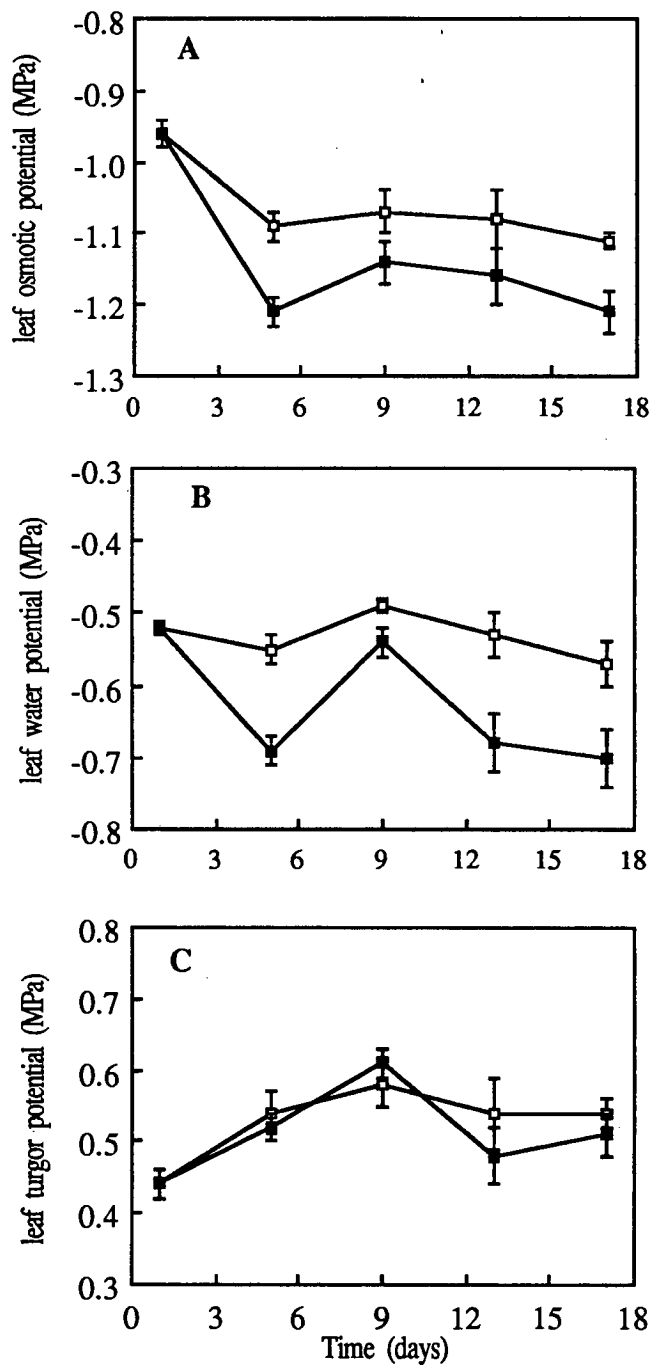 A
leaf osmotic potential (MPa)
-0.8
-0.9
-1.0
-1.1
-1.2
-1.3
0 3 6 9 12 15 18
B
leaf water potential (MPa)
-0.3
-0.4
-0.5
-0.6
-0.7
-0.8
0 3 6 9 12 15 18
C
leaf turgor potential (MPa)
0.8
0.7
0.6
0.5
0.4
0.3
0 3 6 9 12 15 18
Time (days)